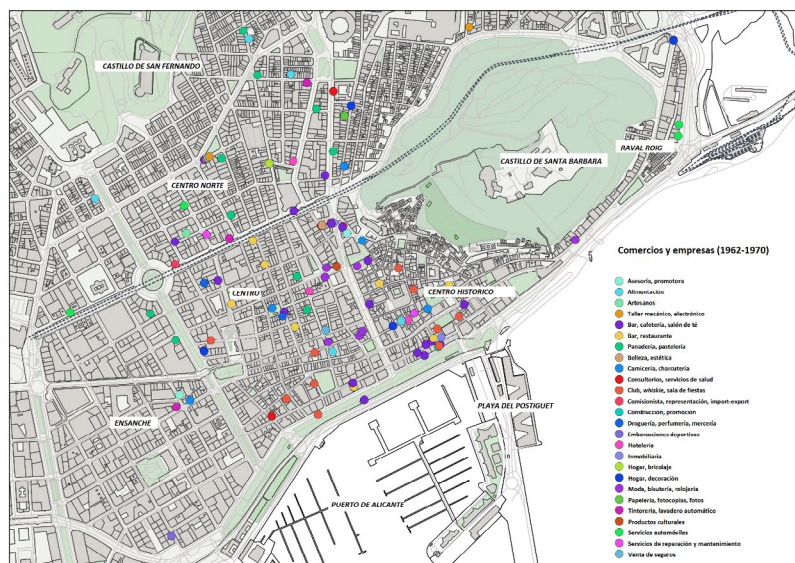 CASTILLO DE SAN FERNANDO
CASTILLO DE SANTA BARBARA
RAVAL ROIG
CENTRO NORTE
CENTRO
CENTRO HISTORICO
ENSANCHE
PLAYA DEL POSTIGUET
PUERTO DE ALICANTE
Comercios y empresas (1962-1970)
Asesoría, promotora
Alimentación
Artesanos
Taller mecánico, electrónico
Bar, cafetería, salón de té
Bar, restaurante
Panadería, pastelería
Belleza, estética
Carnicería, charcutería
Consultorios, servicios de salud
Club, whiskie, sala de fiestas
Comisionista, representación, import-export
Construccion, promocion
Droguería, perfumería, mercería
Embarcaciones deportivas
Hotelería
Inmobiliaria
Hogar, bricolaje
Hogar, decoración
Moda, bisutería, relojería
Papelería, fotocopias, fotos
Tintorería, lavadero automático
Productos culturales
Servicios automóviles
Servicios de reparación y mantenimiento
Venta de seguros